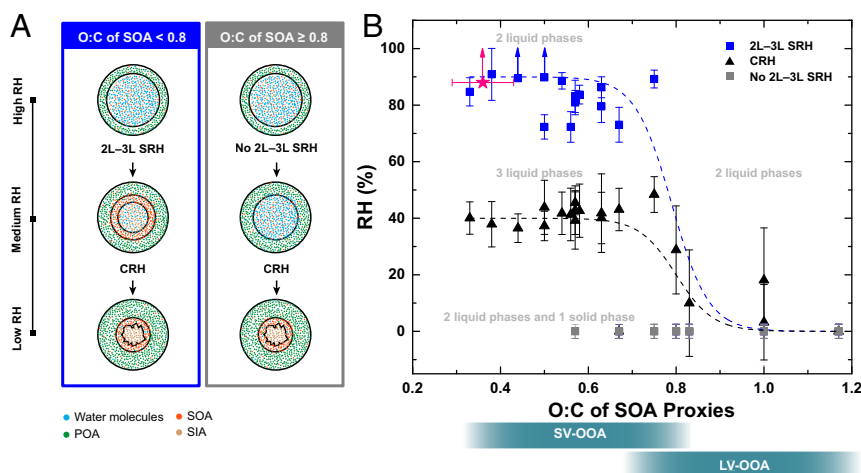 A
O:C of SOA < 0.8
O:C of SOA ≥ 0.8
High RH
Medium RH
Low RH
2L–3L SRH
No 2L–3L SRH
CRH
CRH
Water molecules
SOA
POA
SIA
B
2 liquid phases
2L–3L SRH
CRH
No 2L–3L SRH
3 liquid phases
2 liquid phases
2 liquid phases and 1 solid phase
RH (%)
100
80
60
40
20
0
0.2 0.4 0.6 0.8 1.0 1.2
O:C of SOA Proxies
SV-OOA
LV-OOA